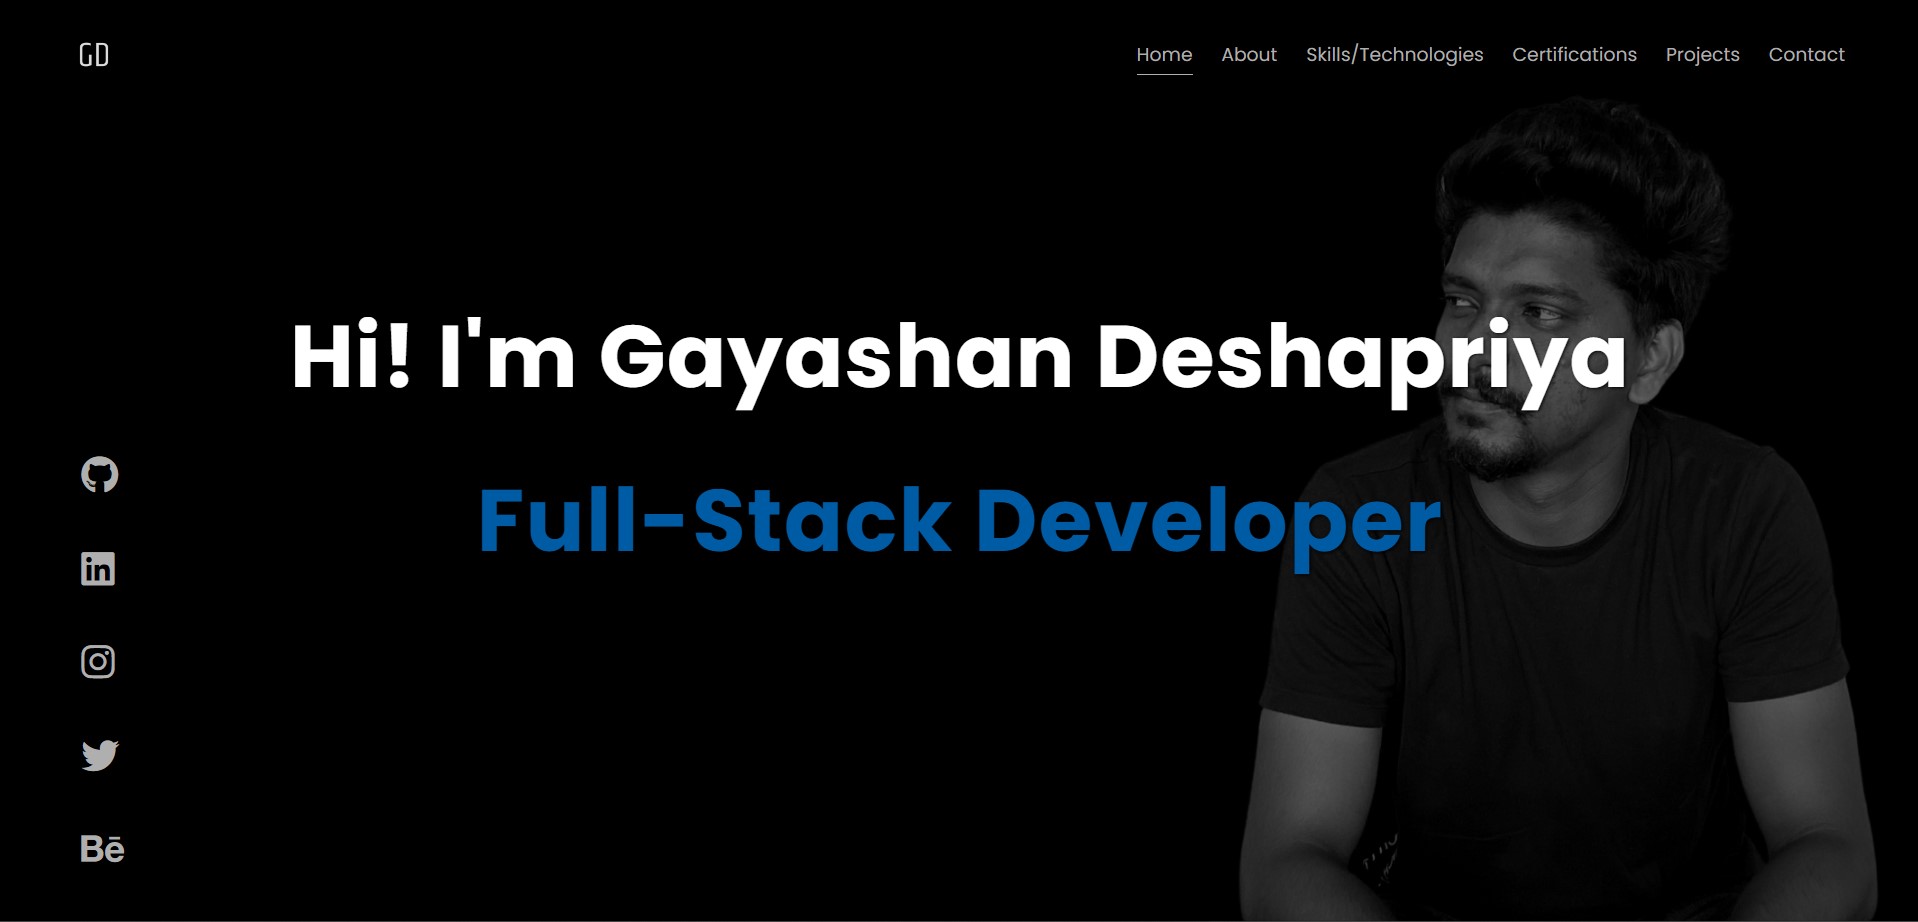 GD
Home About Skills/Technologies Certifications Projects Contact
Hi! I'm Gayashan Deshapriya
Full-Stack Developer
in
Bē